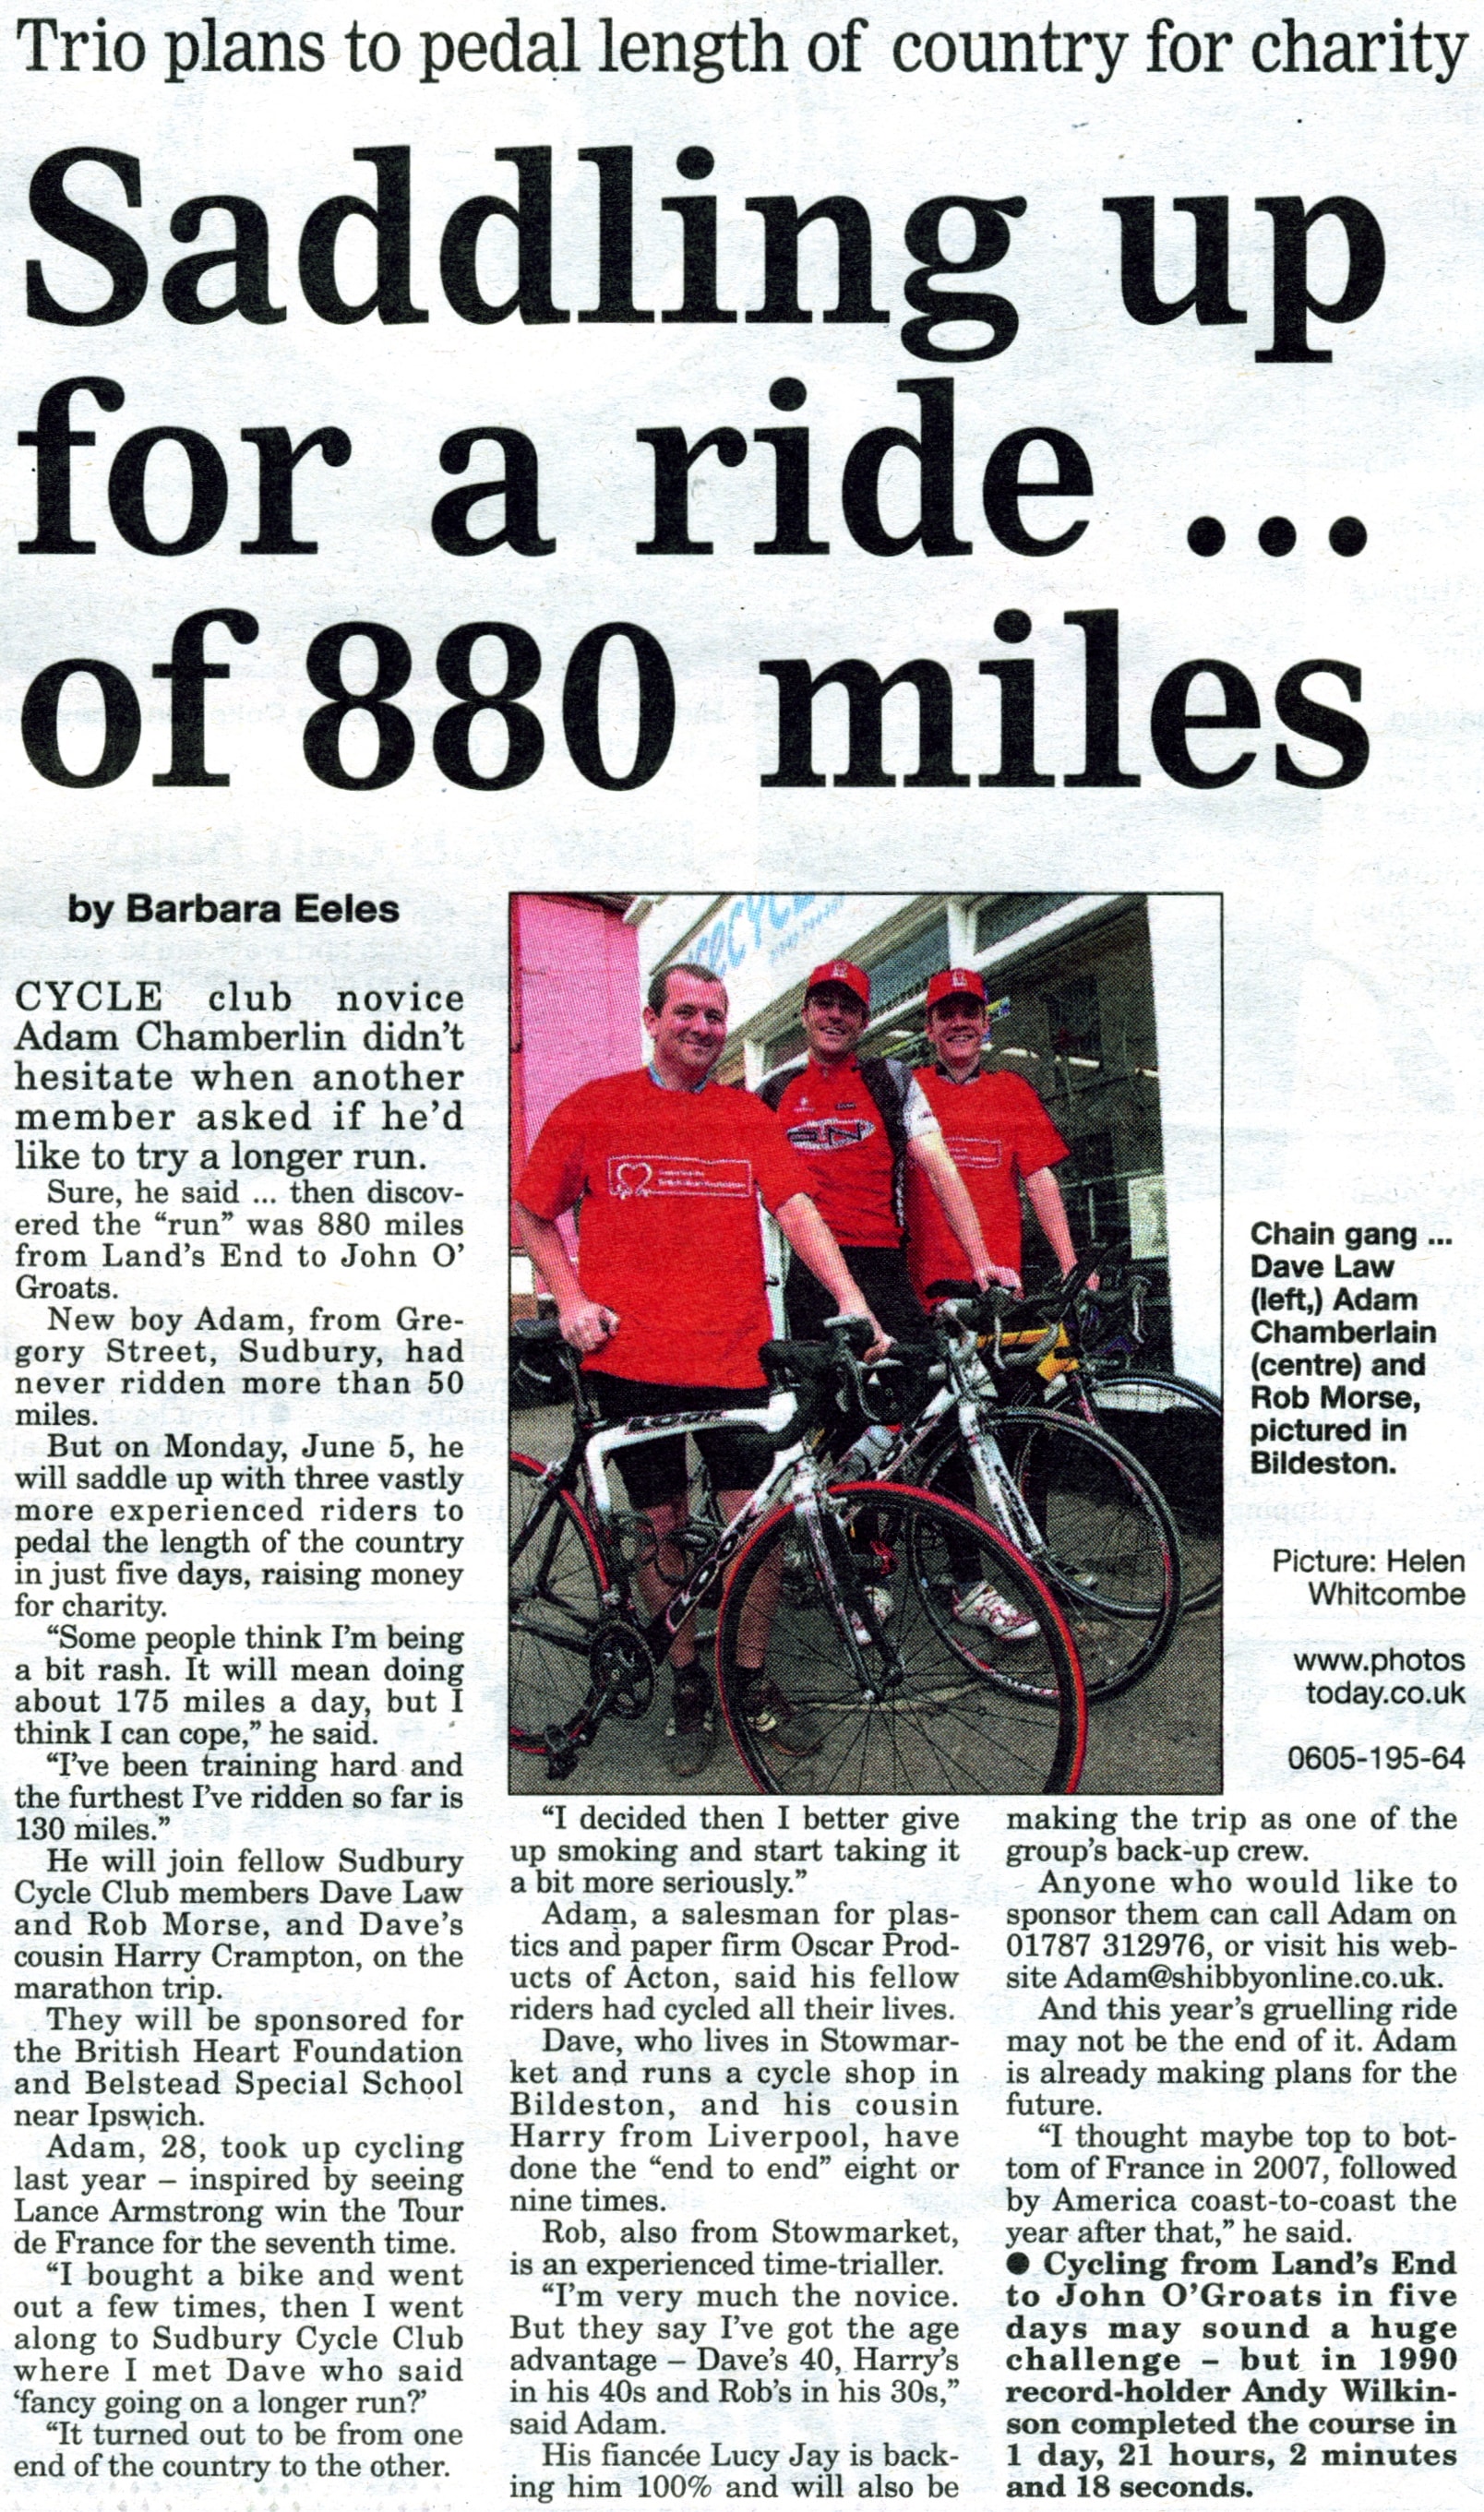 Trio plans to pedal length of country for charity
Saddling up
for a ride ...
of 880 miles
by Barbara Eeles
CYCLE club novice
Adam Chamberlin didn't
hesitate when another
member asked if he'd
like to try a longer run.
Sure, he said ... then discov-
ered the “run” was 880 miles
from Land's End to John O'
Groats.
New boy Adam, from Gre-
gory Street, Sudbury, had
never ridden more than 50
miles.
But on Monday, June 5, he
will saddle up with three vastly
more experienced riders to
pedal the length of the country
in just five days, raising money
for charity.
“Some people think I'm being
a bit rash. It will mean doing
about 175 miles a day, but I
think I can cope,” he said.
“I've been training hard and
the furthest I've ridden so far is
130 miles.”
He will join fellow Sudbury
Cycle Club members Dave Law
and Rob Morse, and Dave's
cousin Harry Crampton, on the
marathon trip.
They will be sponsored for
the British Heart Foundation
and Belstead Special School
near Ipswich.
Adam, 28, took up cycling
last year – inspired by seeing
Lance Armstrong win the Tour
de France for the seventh time.
“I bought a bike and went
out a few times, then I went
along to Sudbury Cycle Club
where I met Dave who said
‘fancy going on a longer run?’
“It turned out to be from one
end of the country to the other.
LOOK
LOOK
Chain gang ...
Dave Law
(left,) Adam
Chamberlain
(centre) and
Rob Morse,
pictured in
Bildeston.
Picture: Helen
Whitcombe
www.photos
today.co.uk
0605-195-64
“I decided then I better give
up smoking and start taking it
a bit more seriously.”
Adam, a salesman for plas-
tics and paper firm Oscar Prod-
ucts of Acton, said his fellow
riders had cycled all their lives.
Dave, who lives in Stowmar-
ket and runs a cycle shop in
Bildeston, and his cousin
Harry from Liverpool, have
done the “end to end” eight or
nine times.
Rob, also from Stowmarket,
is an experienced time-trialler.
“I'm very much the novice.
But they say I've got the age
advantage – Dave's 40, Harry's
in his 40s and Rob's in his 30s,”
said Adam.
His fiancée Lucy Jay is back-
ing him 100% and will also be
making the trip as one of the
group's back-up crew.
Anyone who would like to
sponsor them can call Adam on
01787 312976, or visit his web-
site Adam@shibbyonline.co.uk.
And this year's gruelling ride
may not be the end of it. Adam
is already making plans for the
future.
“I thought maybe top to bot-
tom of France in 2007, followed
by America coast-to-coast the
year after that,” he said.
● Cycling from Land's End
to John O'Groats in five
days may sound a huge
challenge – but in 1990
record-holder Andy Wilkin-
son completed the course in
1 day, 21 hours, 2 minutes
and 18 seconds.